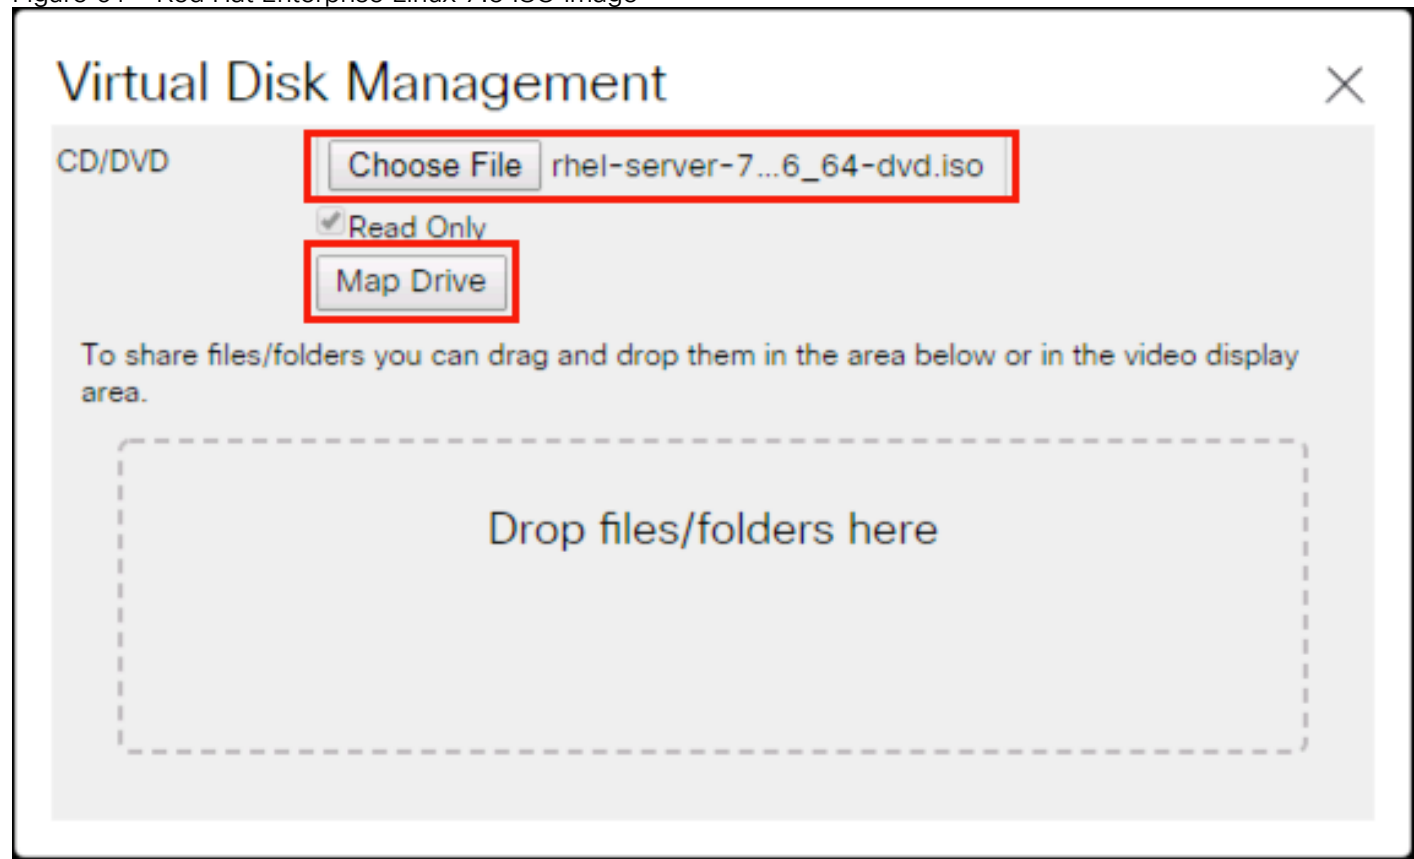 Virtual Disk Management
CD/DVD
Choose File rhel-server-7...6_64-dvd.iso
Read Only
Map Drive
To share files/folders you can drag and drop them in the area below or in the video display
area.
Drop files/folders here